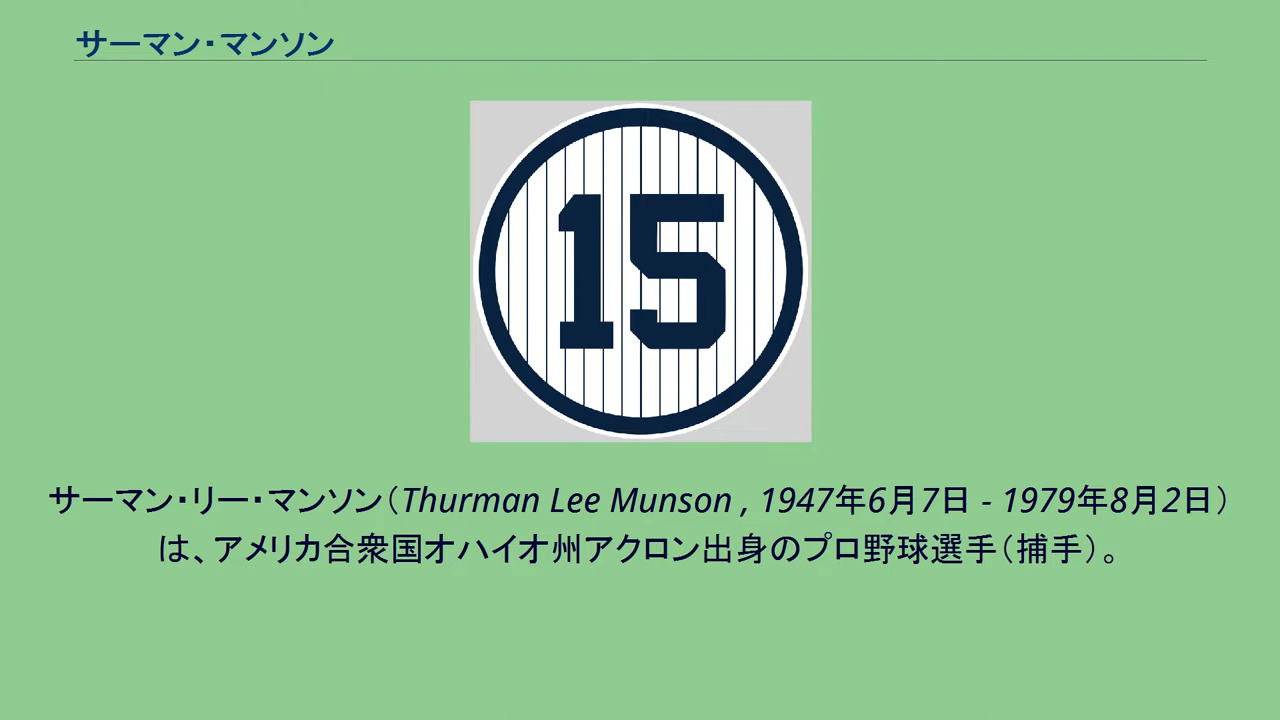 サーマン・マンソン
15
サーマン・リー・マンソン（Thurman Lee Munson , 1947年6月7日 - 1979年8月2日）
は、アメリカ合衆国オハイオ州アクロン出身のプロ野球選手（捕手）。